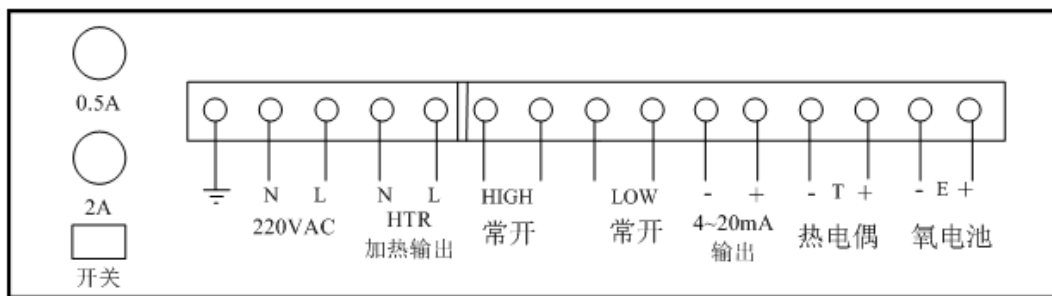 0.5A
2A
开关
N L
220VAC
N L
HTR
加热输出
HIGH
常开
LOW
常开
- +
4~20mA
输出
- T +
热电偶
- E +
氧电池